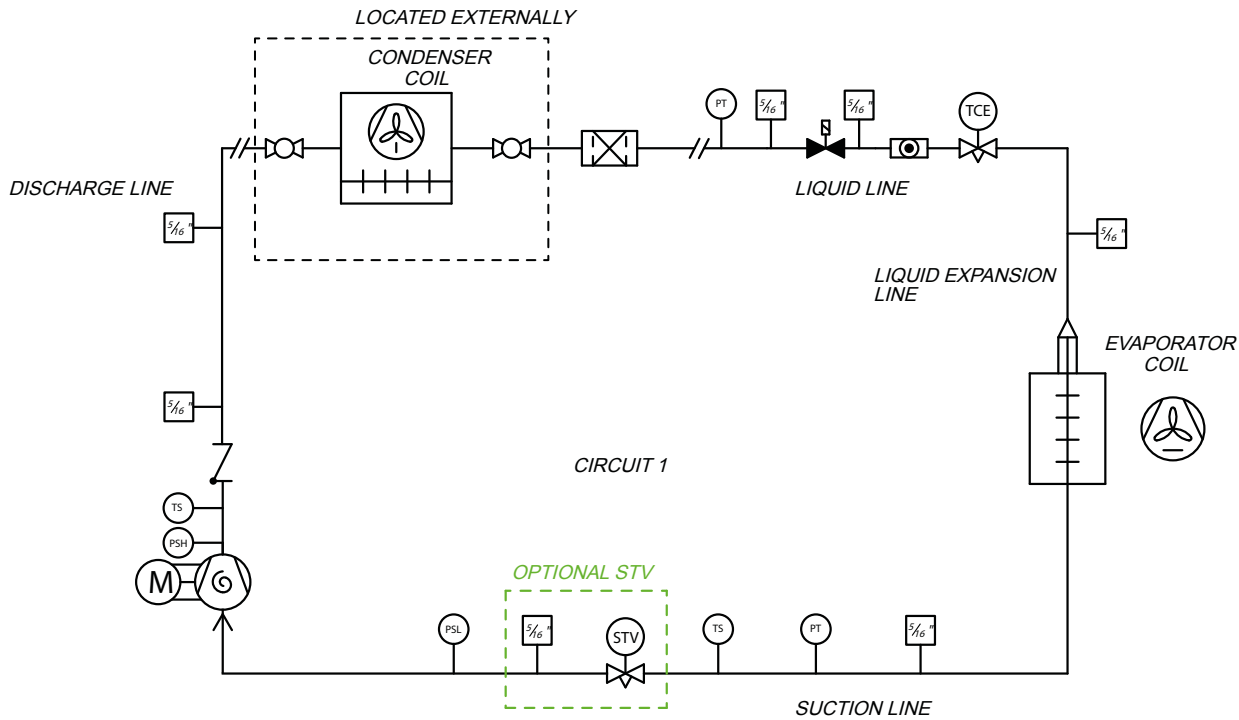 LOCATED EXTERNALLY
CONDENSER
COIL
PT
5/16 "
5/16 "
TCE
DISCHARGE LINE
LIQUID LINE
5/16 "
5/16 "
LIQUID EXPANSION
LINE
EVAPORATOR
COIL
5/16 "
CIRCUIT 1
TS
PSH
M
OPTIONAL STV
PSL
5/16 "
STV
TS
PT
5/16 "
SUCTION LINE